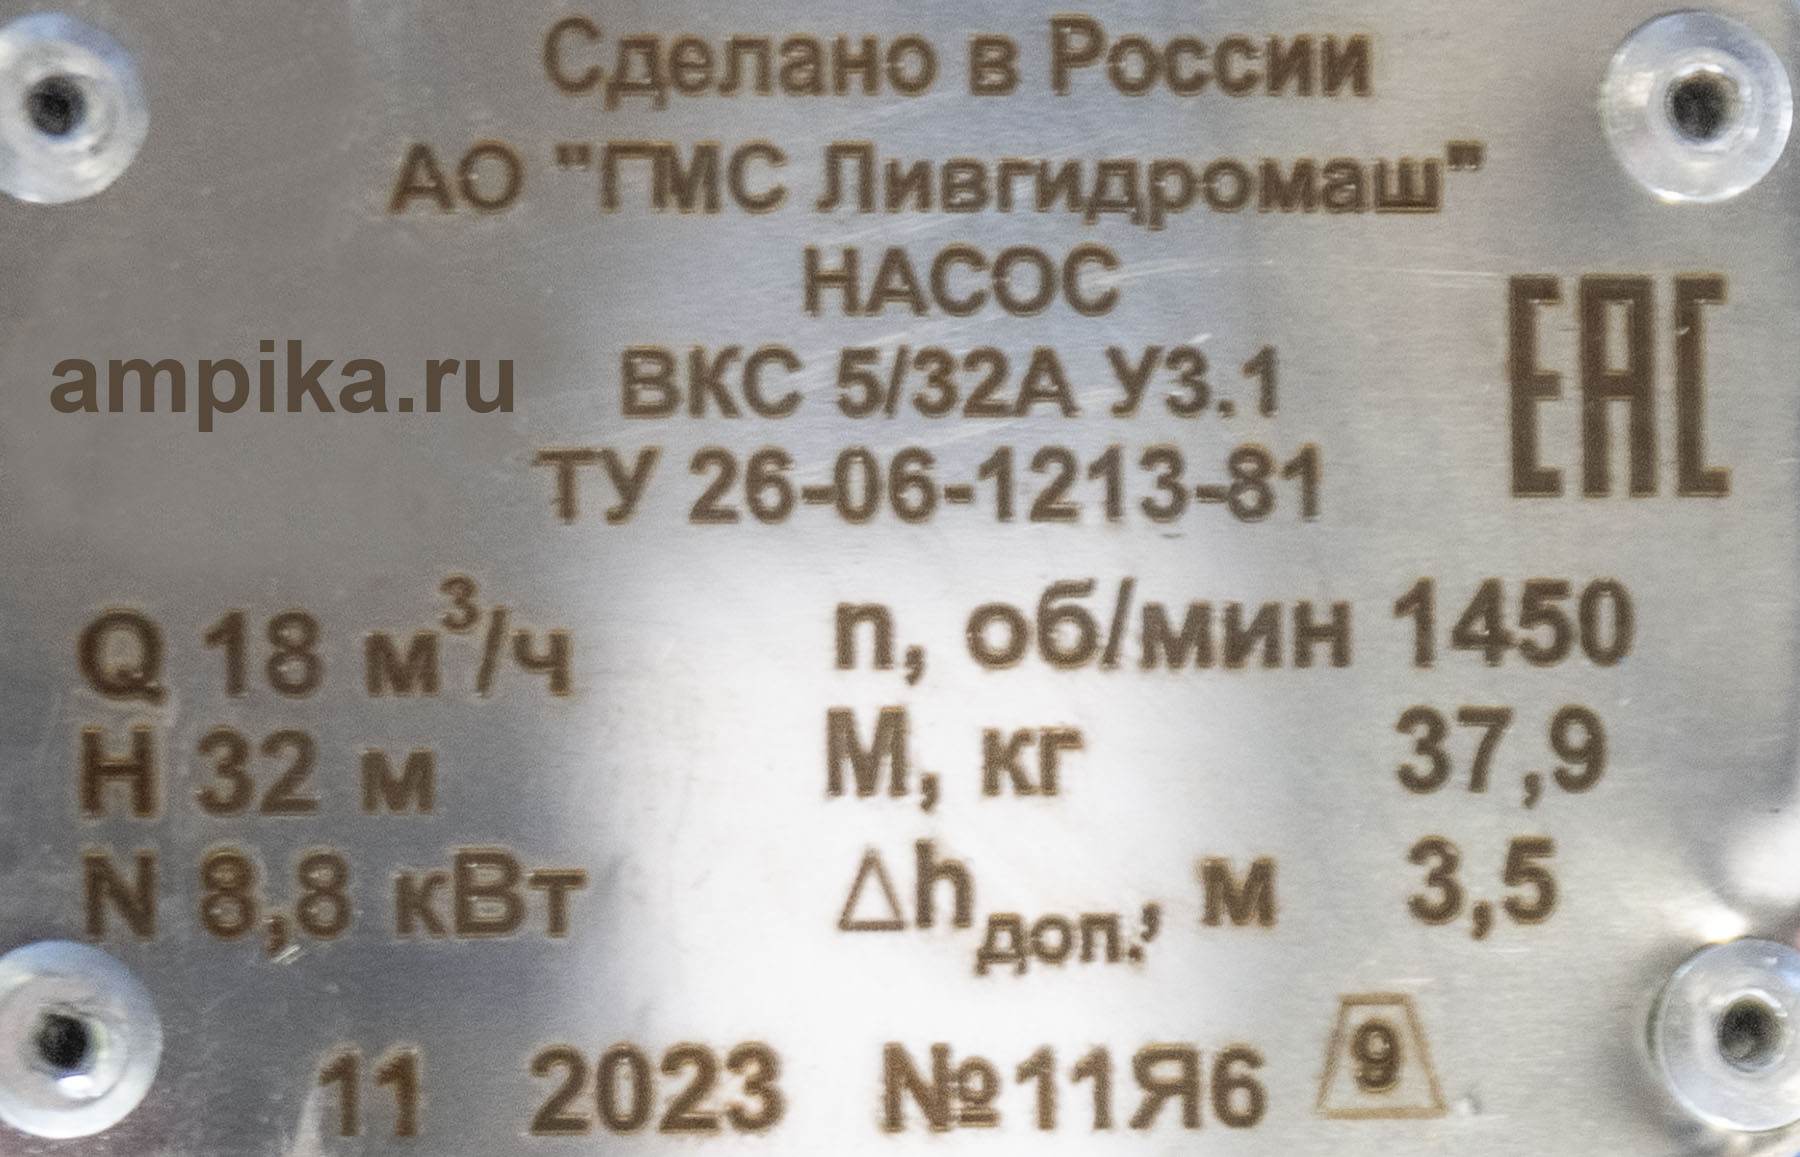 Сделано в России
АО "ГМС Ливгидромаш"
НАСОС
ampika.ru
ВКС 5/32А У3.1
ЕАС
ТУ 26-06-1213-81
Q 18 м³/ч n, об/мин 1450
H 32 м М, кг 37,9
N 8,8 кВт Δhдоп., м 3,5
11 2023 №11Я6 9